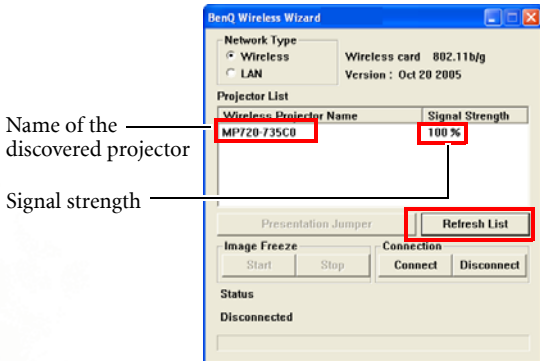 BenQ Wireless Wizard
Network Type
Wireless
LAN
Wireless card 802.11b/g
Version : Oct 20 2005
Projector List
Wireless Projector Name Signal Strength
MP720-735C0 100 %
Name of the
discovered projector
Signal strength
Presentation Jumper Refresh List
Image Freeze Connection
Start Stop Connect Disconnect
Status
Disconnected